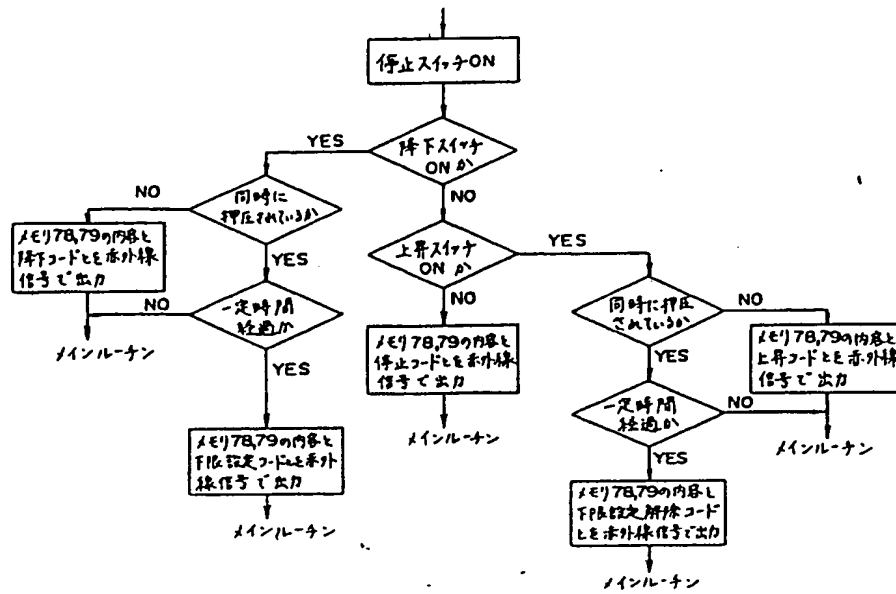 停止スイッチON
降下スイッチ
ONか
YES
NO
同時に
押圧されているか
NO
YES
メモリ78,79の内容と
降下コードとを赤外線
信号で出力
メインルーチン
一定時間
経過か
NO
YES
メモリ78,79の内容と
下限設定コードとを赤外
線信号で出力
メインルーチン
上昇スイッチ
ONか
YES
NO
メモリ78,79の内容と
停止コードとを赤外線
信号で出力
メインルーチン
同時に押圧
されているか
NO
YES
メモリ78,79の内容と
上昇コードとを赤外線
信号で出力
メインルーチン
一定時間
経過か
NO
YES
メモリ78,79の内容と
下限設定解除コード
とを赤外線信号で出力
メインルーチン